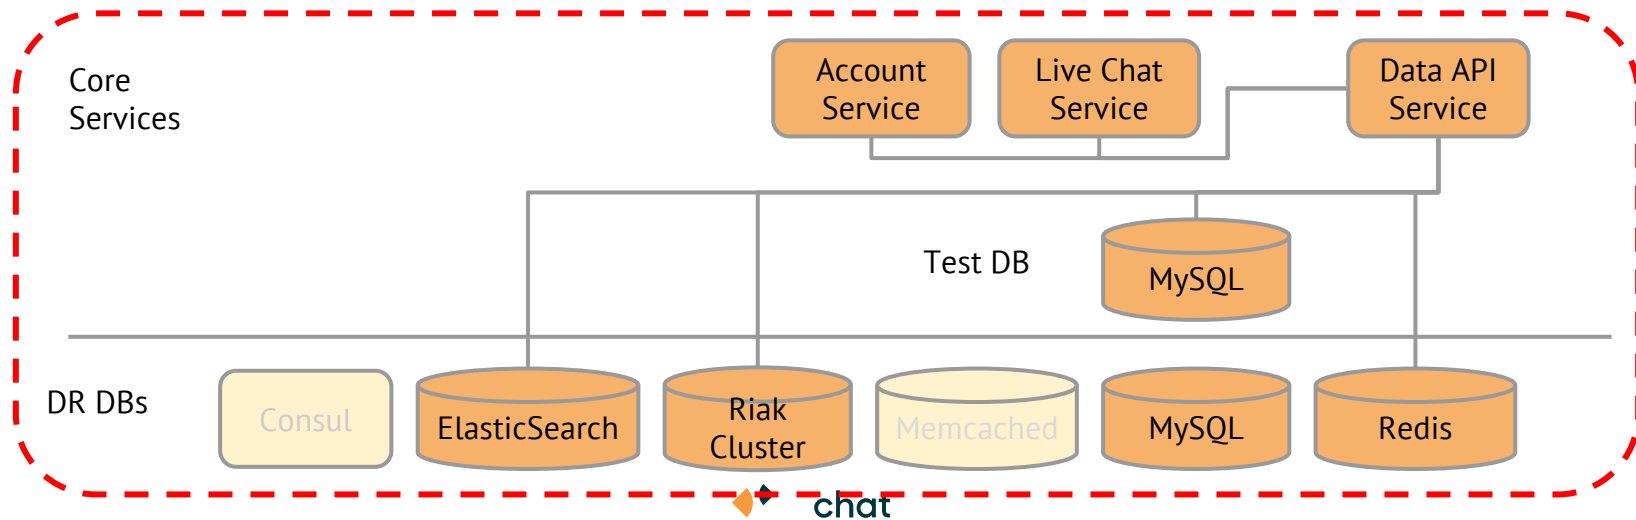 Core
Services
Account
Service
Live Chat
Service
Data API
Service
Test DB
MySQL
DR DBs
Consul
ElasticSearch
Riak
Cluster
Memcached
MySQL
Redis
chat